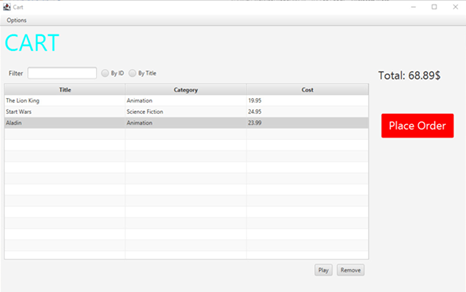 Cart
Options
CART
Filter By ID By Title
Total: 68.89$
Title Category Cost
The Lion King Animation 19.95
Start Wars Science Fiction 24.95
Aladin Animation 23.99
Place Order
Play Remove